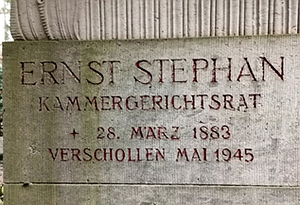 ERNST STEPHAN
KAMMERGERICHTSRAT
+ 28. MÄRZ 1883
VERSCHOLLEN MAI 1945